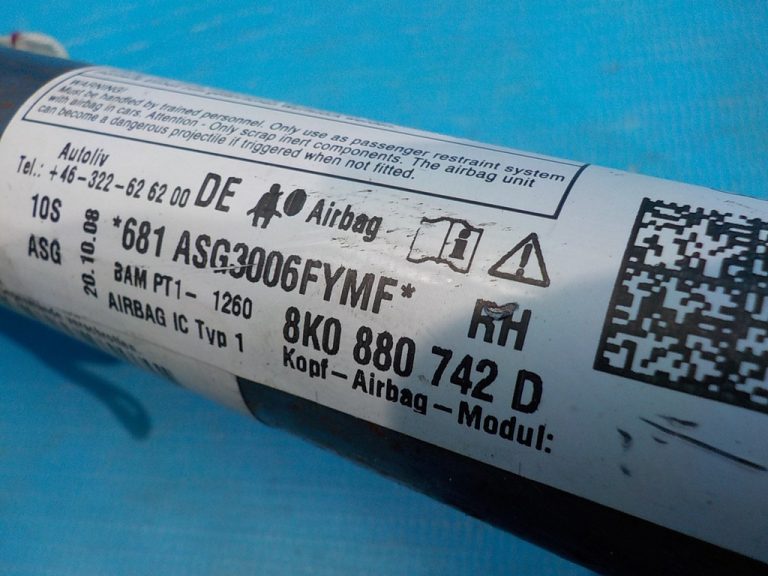 WARNING!
Must be handled by trained personnel. Only use as passenger restraint system
with airbag in cars. Attention - Only scrap inert components. The airbag unit
can become a dangerous projectile if triggered when not fitted.
Autoliv
Tel.: +46-322-62 62 00 DE Airbag
10S
ASG
20.10.08
*681 ASG3006FYMF*
BAM PT1- 1260
AIRBAG IC Typ 1
RH
8K0 880 742 D
Kopf-Airbag-Modul: